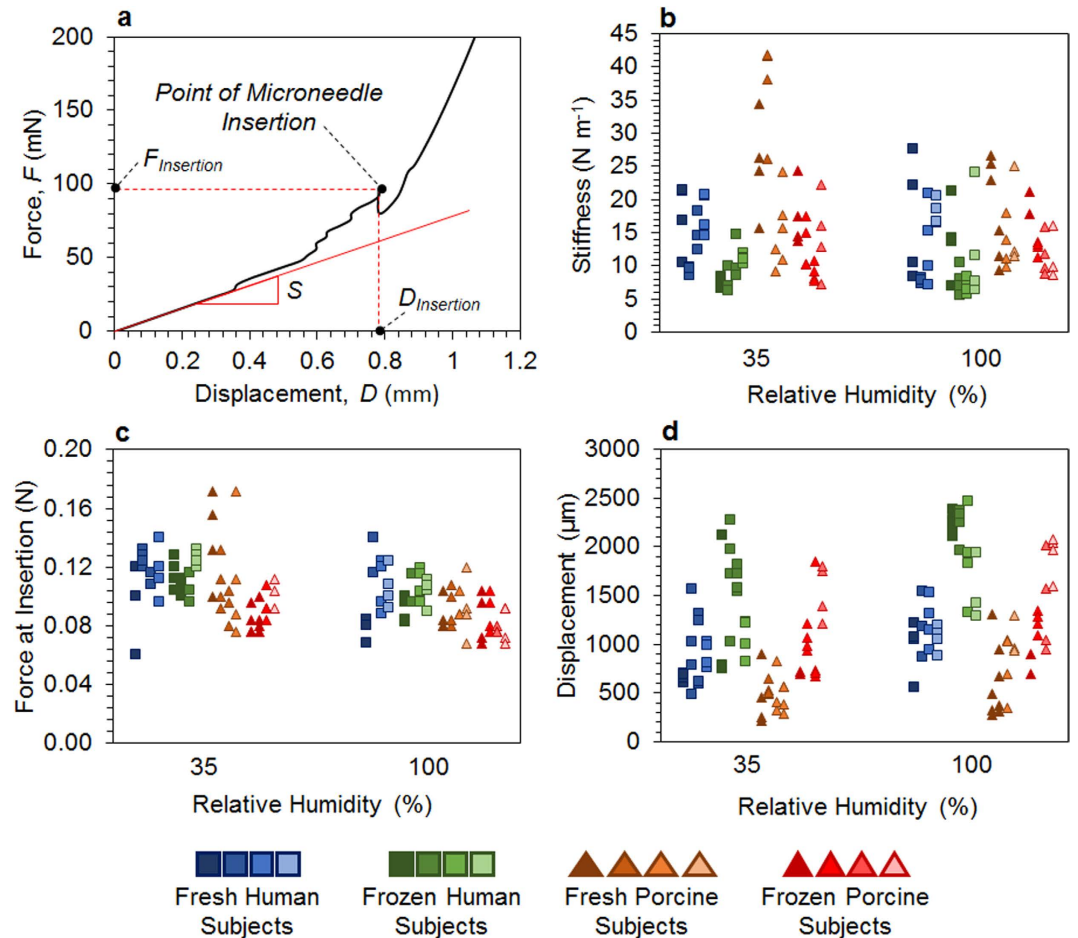 a
200
150
100
50
0
Force, F (mN)
Point of Microneedle
Insertion
F Insertion
S
D Insertion
0 0.2 0.4 0.6 0.8 1 1.2
Displacement, D (mm)
b
45
40
35
30
25
20
15
10
5
0
Stiffness (N m-1)
35 100
Relative Humidity (%)
c
0.20
0.16
0.12
0.08
0.04
0.00
Force at Insertion (N)
35 100
Relative Humidity (%)
d
3000
2500
2000
1500
1000
500
0
Displacement (µm)
35 100
Relative Humidity (%)
Fresh Human
Subjects
Frozen Human
Subjects
Fresh Porcine
Subjects
Frozen Porcine
Subjects